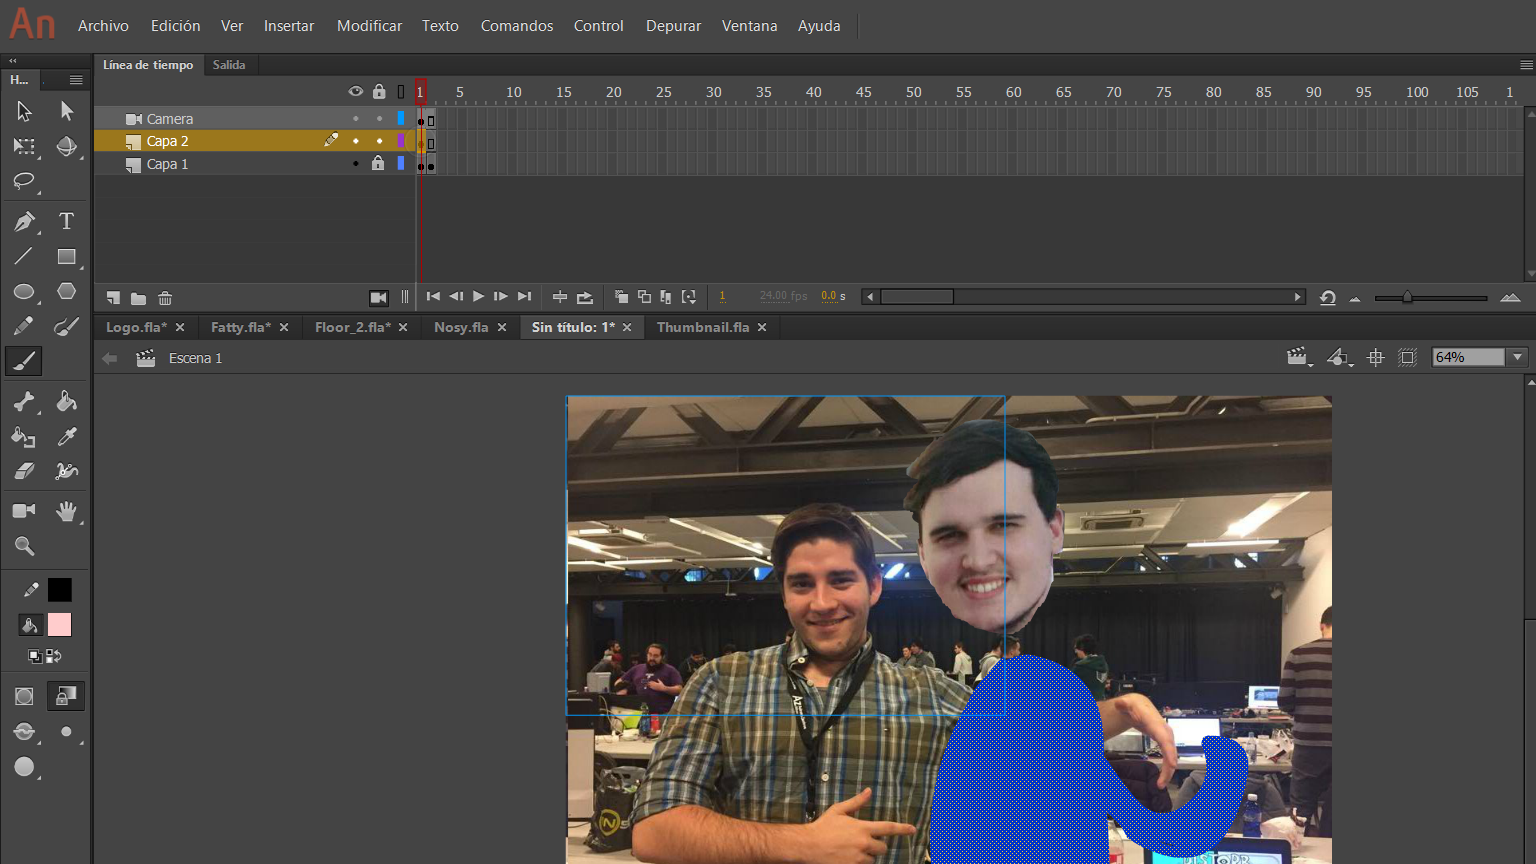 An Archivo Edición Ver Insertar Modificar Texto Comandos Control Depurar Ventana Ayuda
Línea de tiempo Salida
H...
1 5 10 15 20 25 30 35 40 45 50 55 60 65 70 75 80 85 90 95 100 105 1
Camera
Capa 2
Capa 1
1 24.00 fps 0.0 s
Logo.fla* Fatty.fla* Floor_2.fla* Nosy.fla Sin título: 1* Thumbnail.fla
Escena 1 64%
T